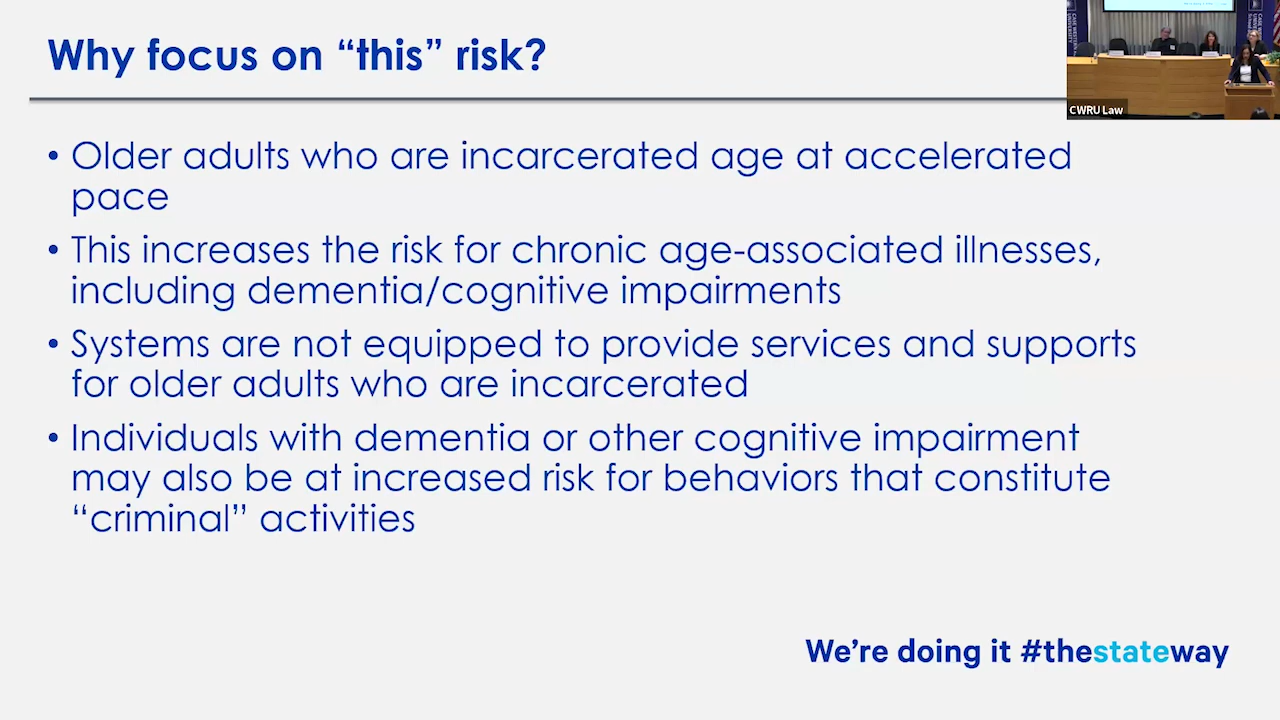 Why focus on “this” risk?
CWRU Law
• Older adults who are incarcerated age at accelerated
pace
• This increases the risk for chronic age-associated illnesses,
including dementia/cognitive impairments
• Systems are not equipped to provide services and supports
for older adults who are incarcerated
• Individuals with dementia or other cognitive impairment
may also be at increased risk for behaviors that constitute
“criminal” activities
We’re doing it #thestateway